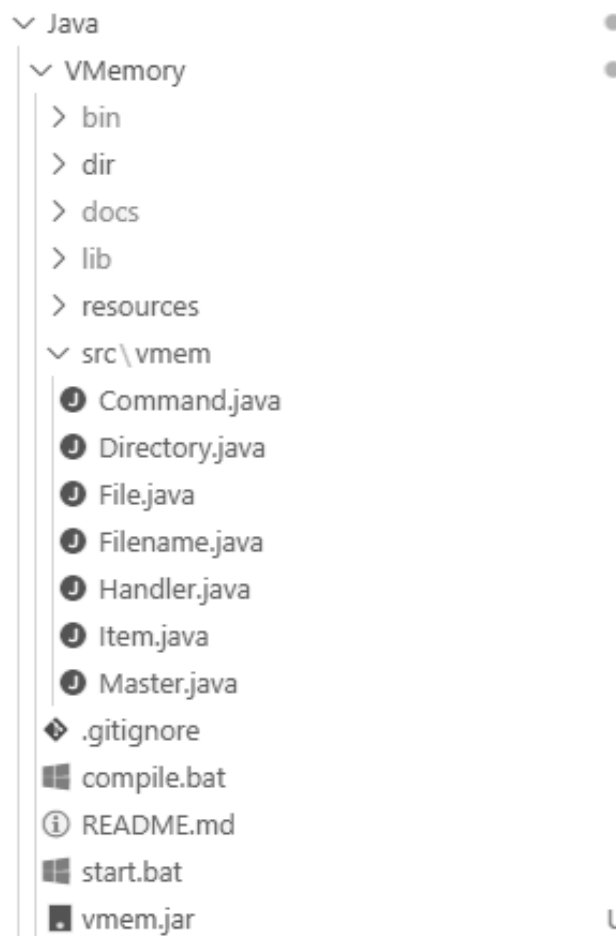 Java
VMemory
bin
dir
docs
lib
resources
src\vmem
Command.java
Directory.java
File.java
Filename.java
Handler.java
Item.java
Master.java
.gitignore
compile.bat
README.md
start.bat
vmem.jar